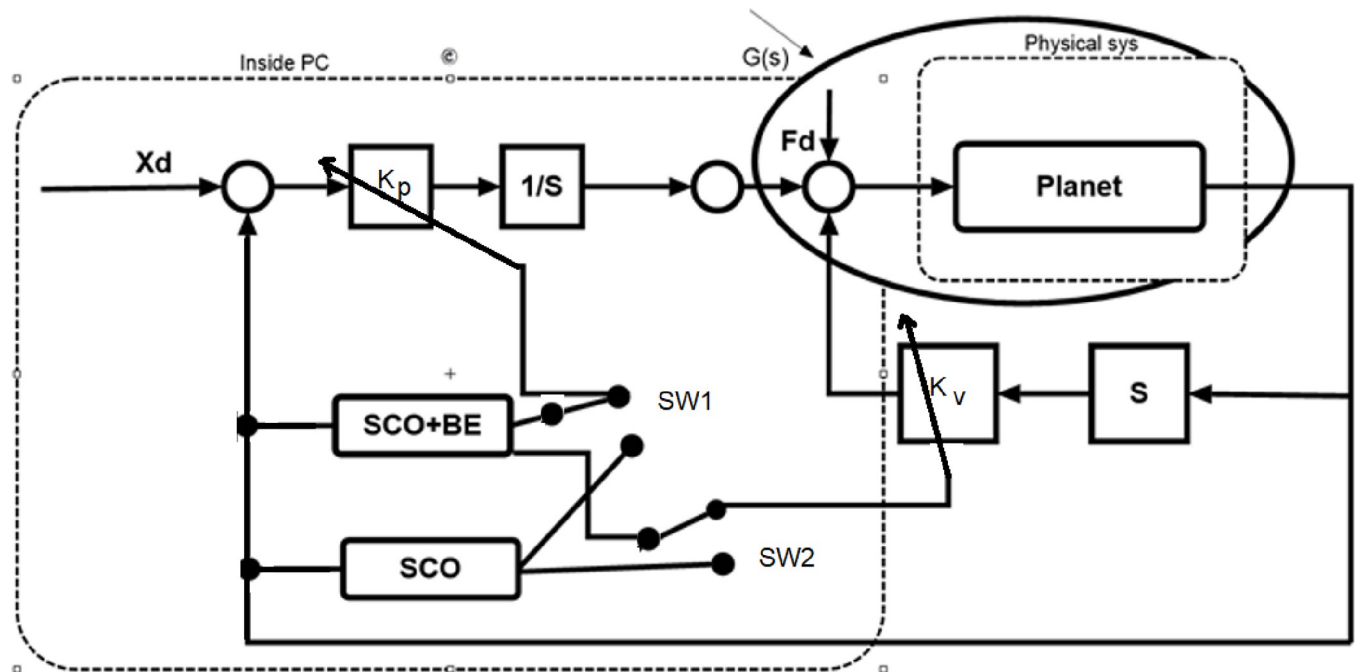 Physical sys
Inside PC
©
G(s)
Fd
Xd
Kp
1/S
Planet
SW1
Kv
S
SCO+BE
SCO
SW2